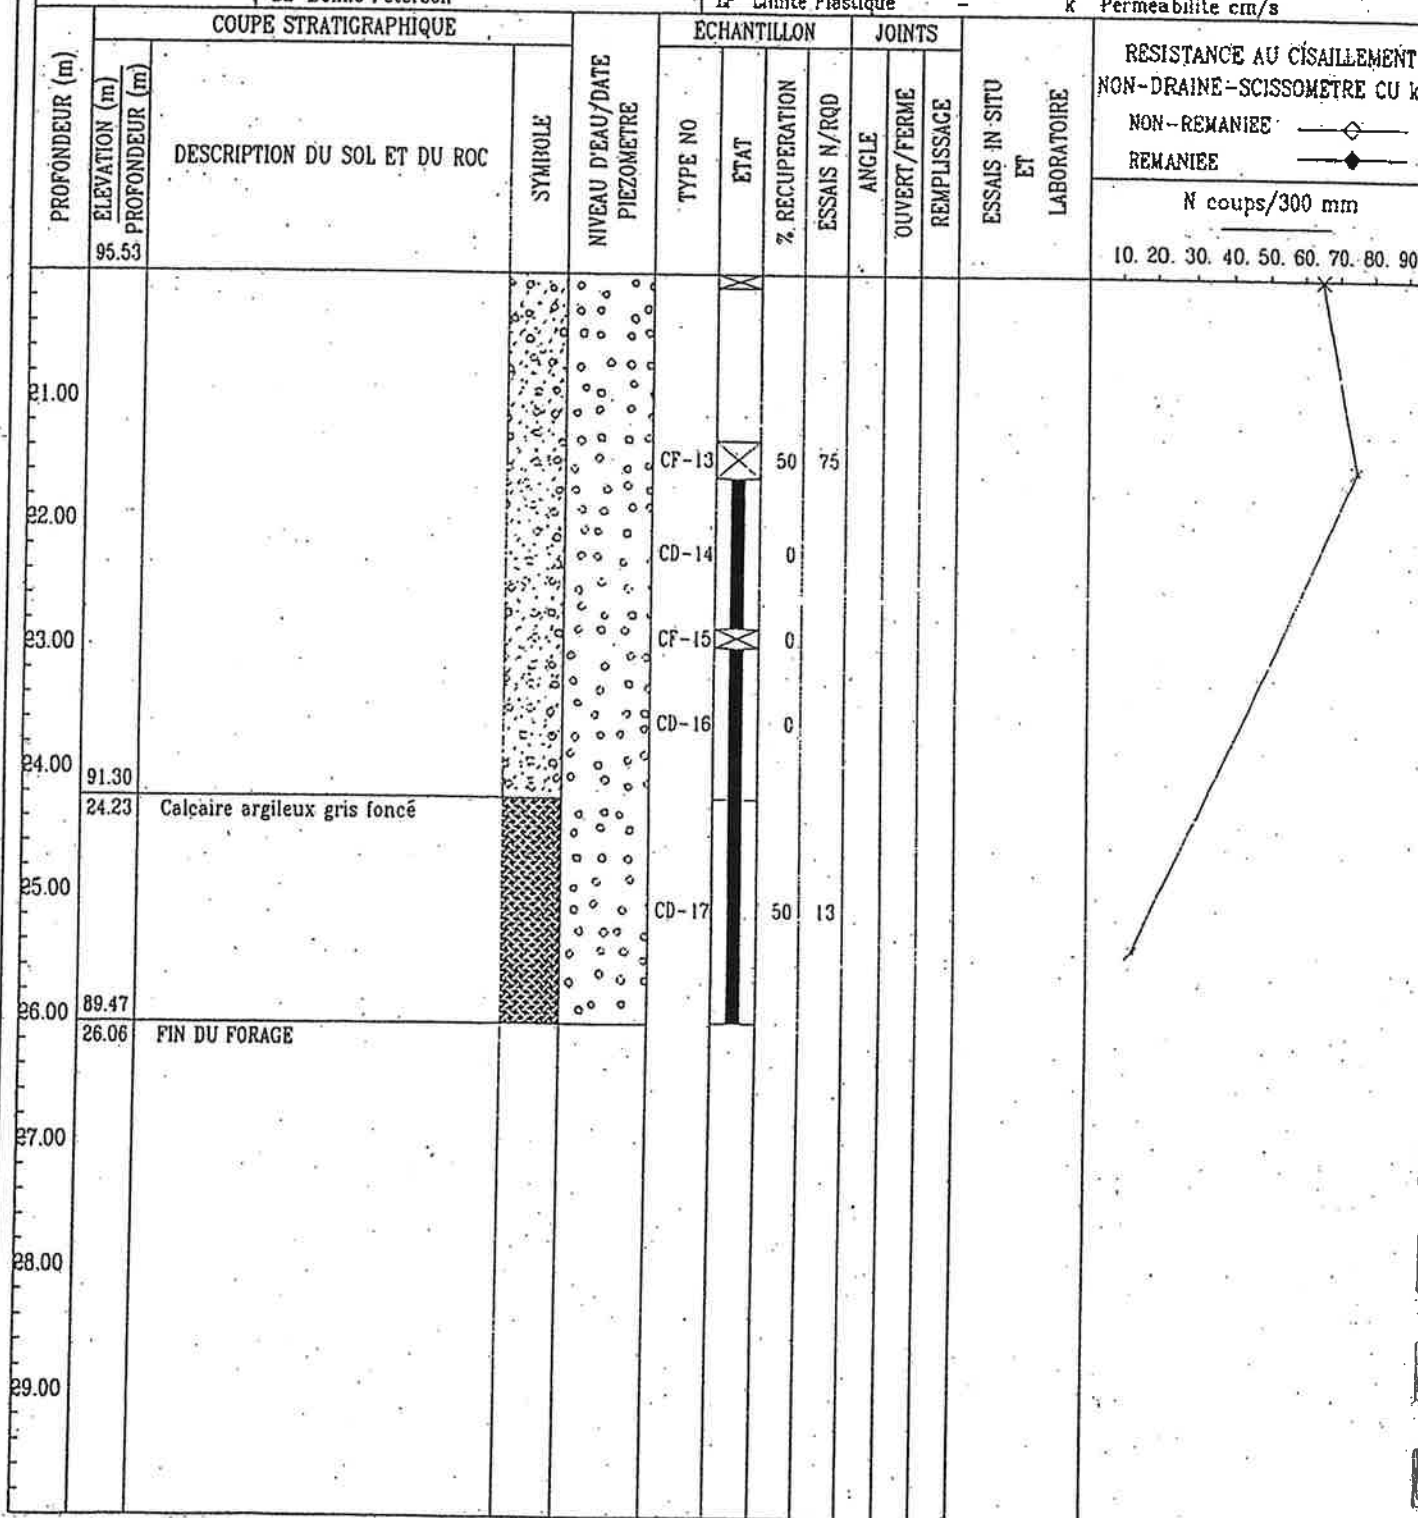 LP Limite Plastique - k Perméabilité cm/s
COUPE STRATIGRAPHIQUE
ECHANTILLON
JOINTS
PROFONDEUR (m)
ELEVATION (m)
PROFONDEUR (m)
95.53
DESCRIPTION DU SOL ET DU ROC
SYMBOLE
NIVEAU D'EAU/DATE
PIEZOMETRE
TYPE NO
ETAT
% RECUPERATION
ESSAIS N/RQD
ANGLE
OUVERT/FERME
REMPLISSAGE
ESSAIS IN SITU
ET
LABORATOIRE
RESISTANCE AU CISAILLEMENT
NON-DRAINE-SCISSOMETRE CU k
NON-REMANIEE
REMANIEE
N coups/300 mm
10. 20. 30. 40. 50. 60. 70. 80. 90
21.00
CF-13 50 75
22.00
CD-14 0
23.00
CF-15 0
CD-16 0
24.00
91.30
24.23 Calcaire argileux gris foncé
25.00
CD-17 50 13
26.00
89.47
26.06 FIN DU FORAGE
27.00
28.00
29.00